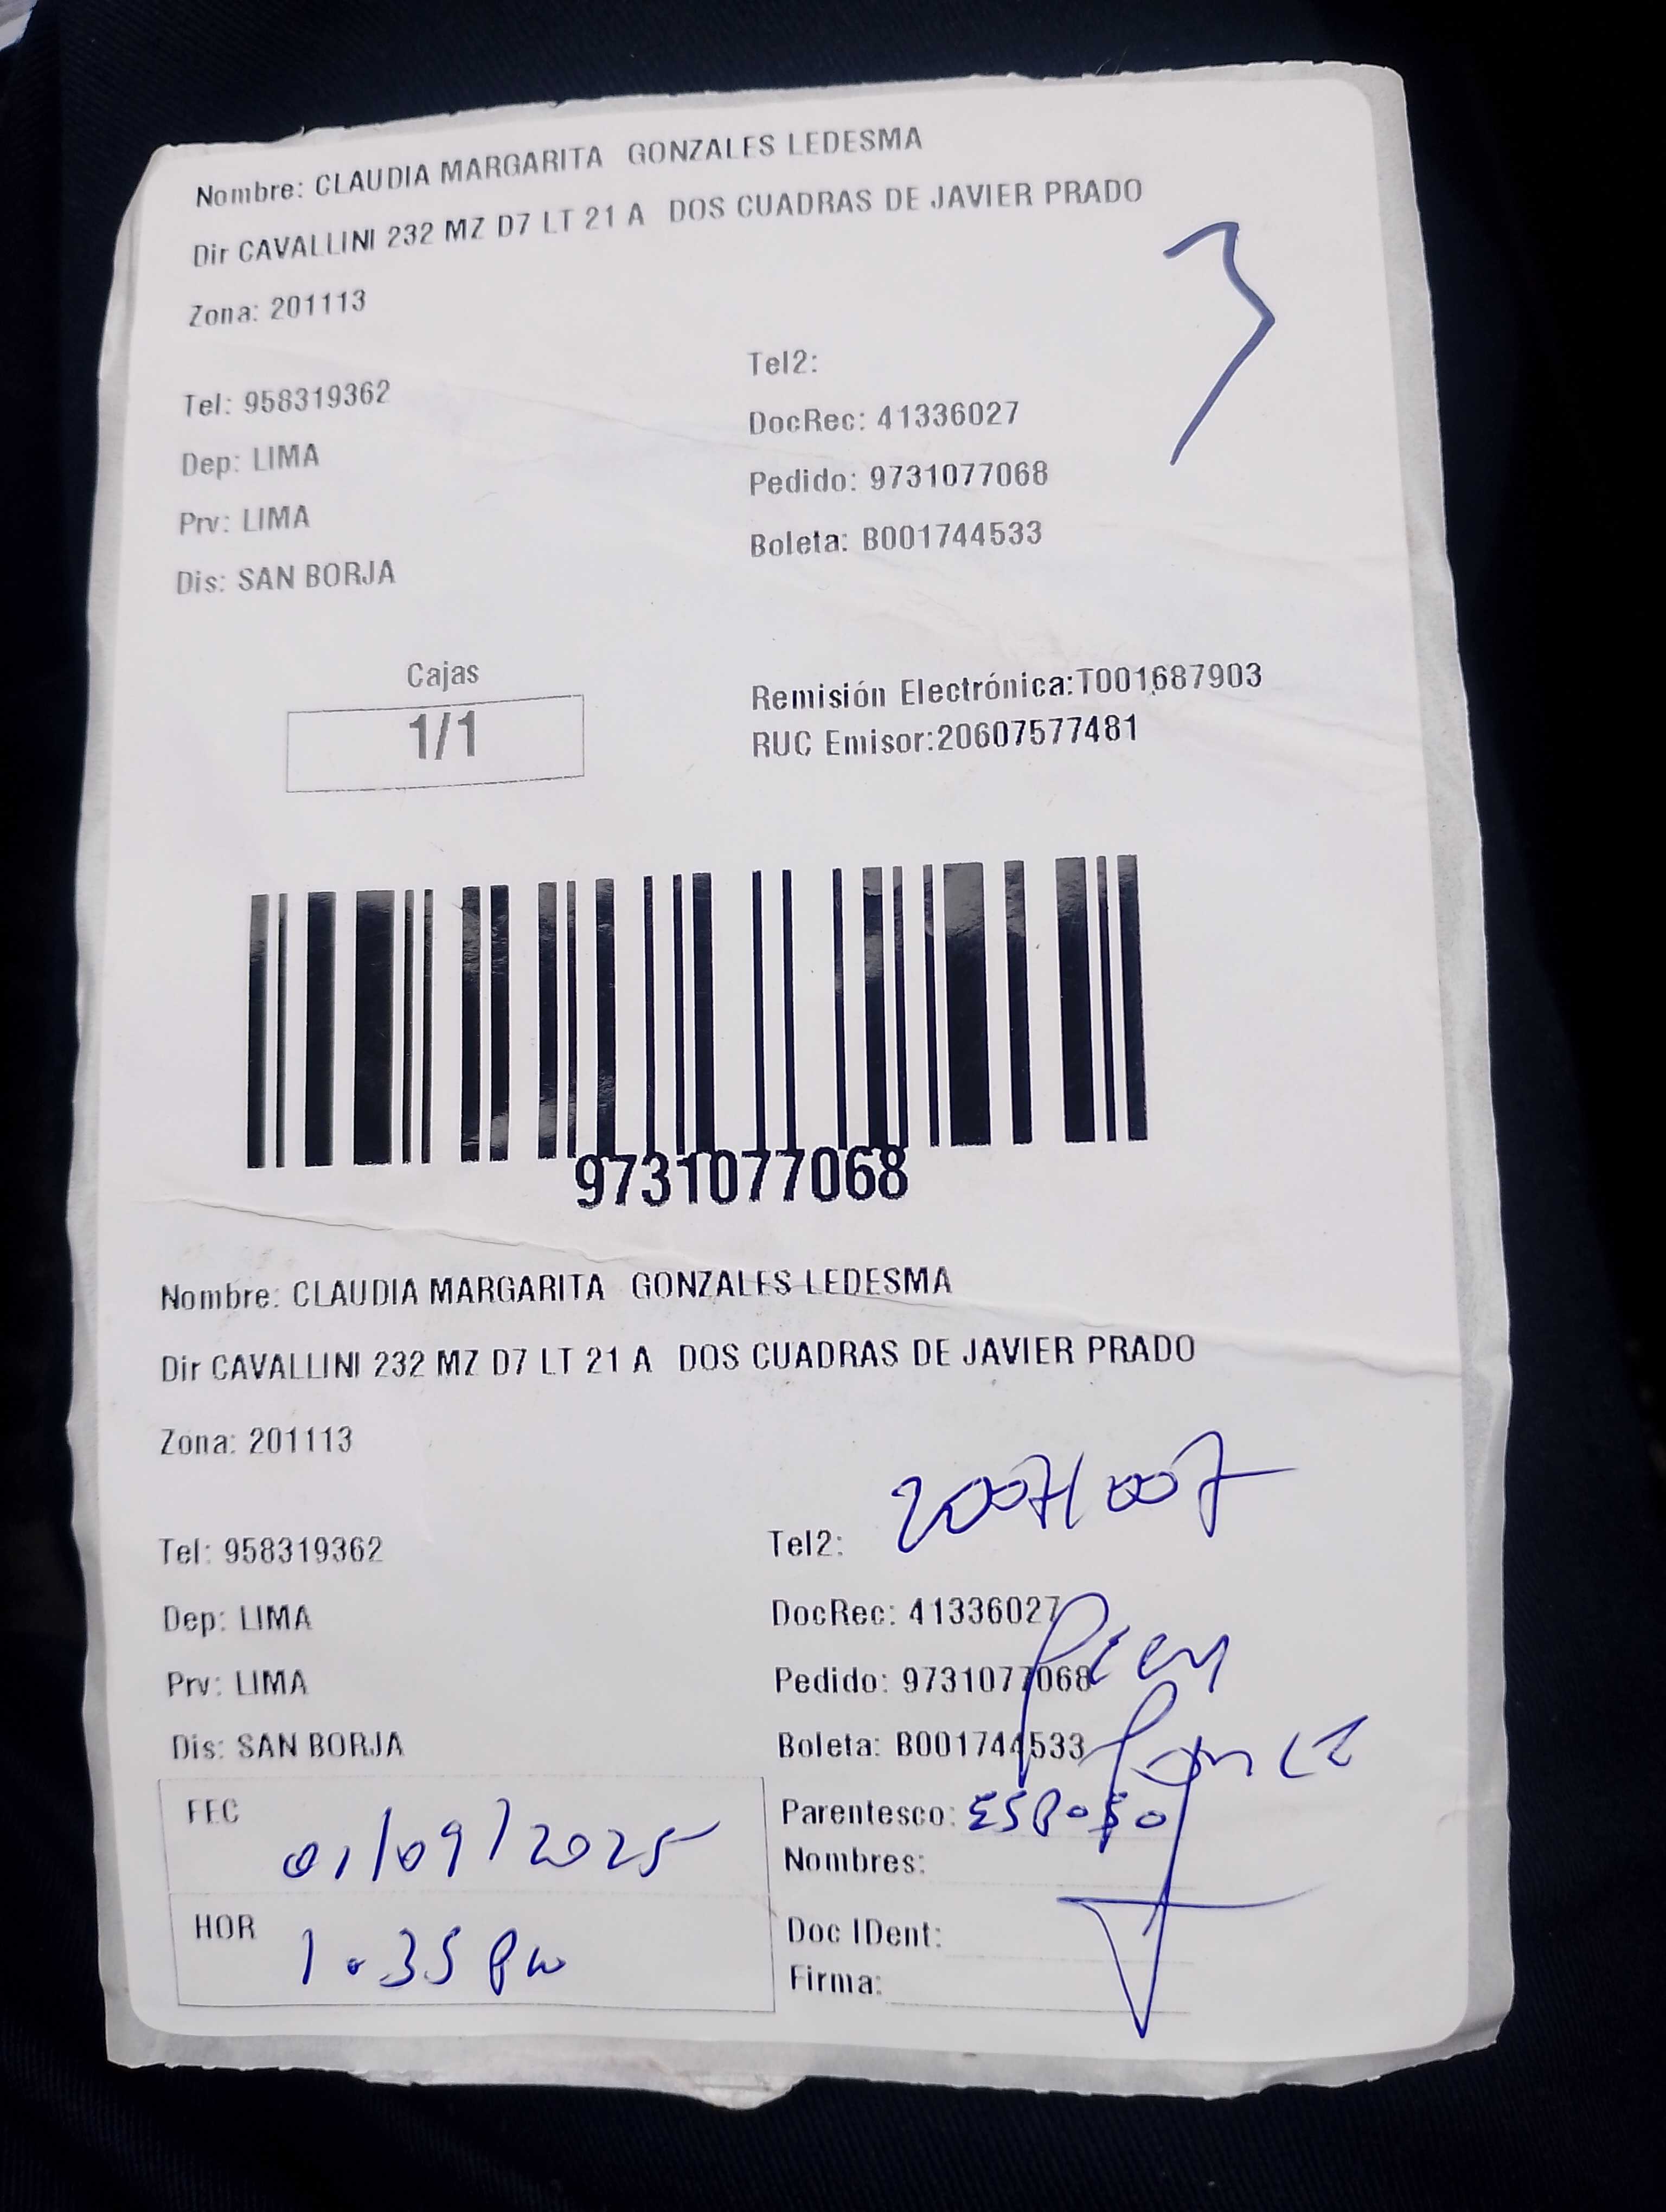 Nombre: CLAUDIA MARGARITA GONZALES LEDESMA
Dir CAVALLINI 232 MZ D7 LT 21 A DOS CUADRAS DE JAVIER PRADO
Zona: 201113
3
Tel: 958319362
Tel2:
Dep: LIMA
DocRec: 41336027
Prv: LIMA
Pedido: 9731077068
Dis: SAN BORJA
Boleta: B001744533
Cajas
1/1
Remisión Electrónica:T001687903
RUC Emisor:20607577481
9731077068
Nombre: CLAUDIA MARGARITA GONZALES LEDESMA
Dir CAVALLINI 232 MZ D7 LT 21 A DOS CUADRAS DE JAVIER PRADO
Zona: 201113
Tel: 958319362
Tel2:
Dep: LIMA
DocRec: 41336027
Prv: LIMA
Pedido: 9731077068
Dis: SAN BORJA
Boleta: B001744533
FEC 01/09/2025
Parentesco: ESPOSO
Nombres:
HOR 1.35 Pm
Doc IDent:
Firma: